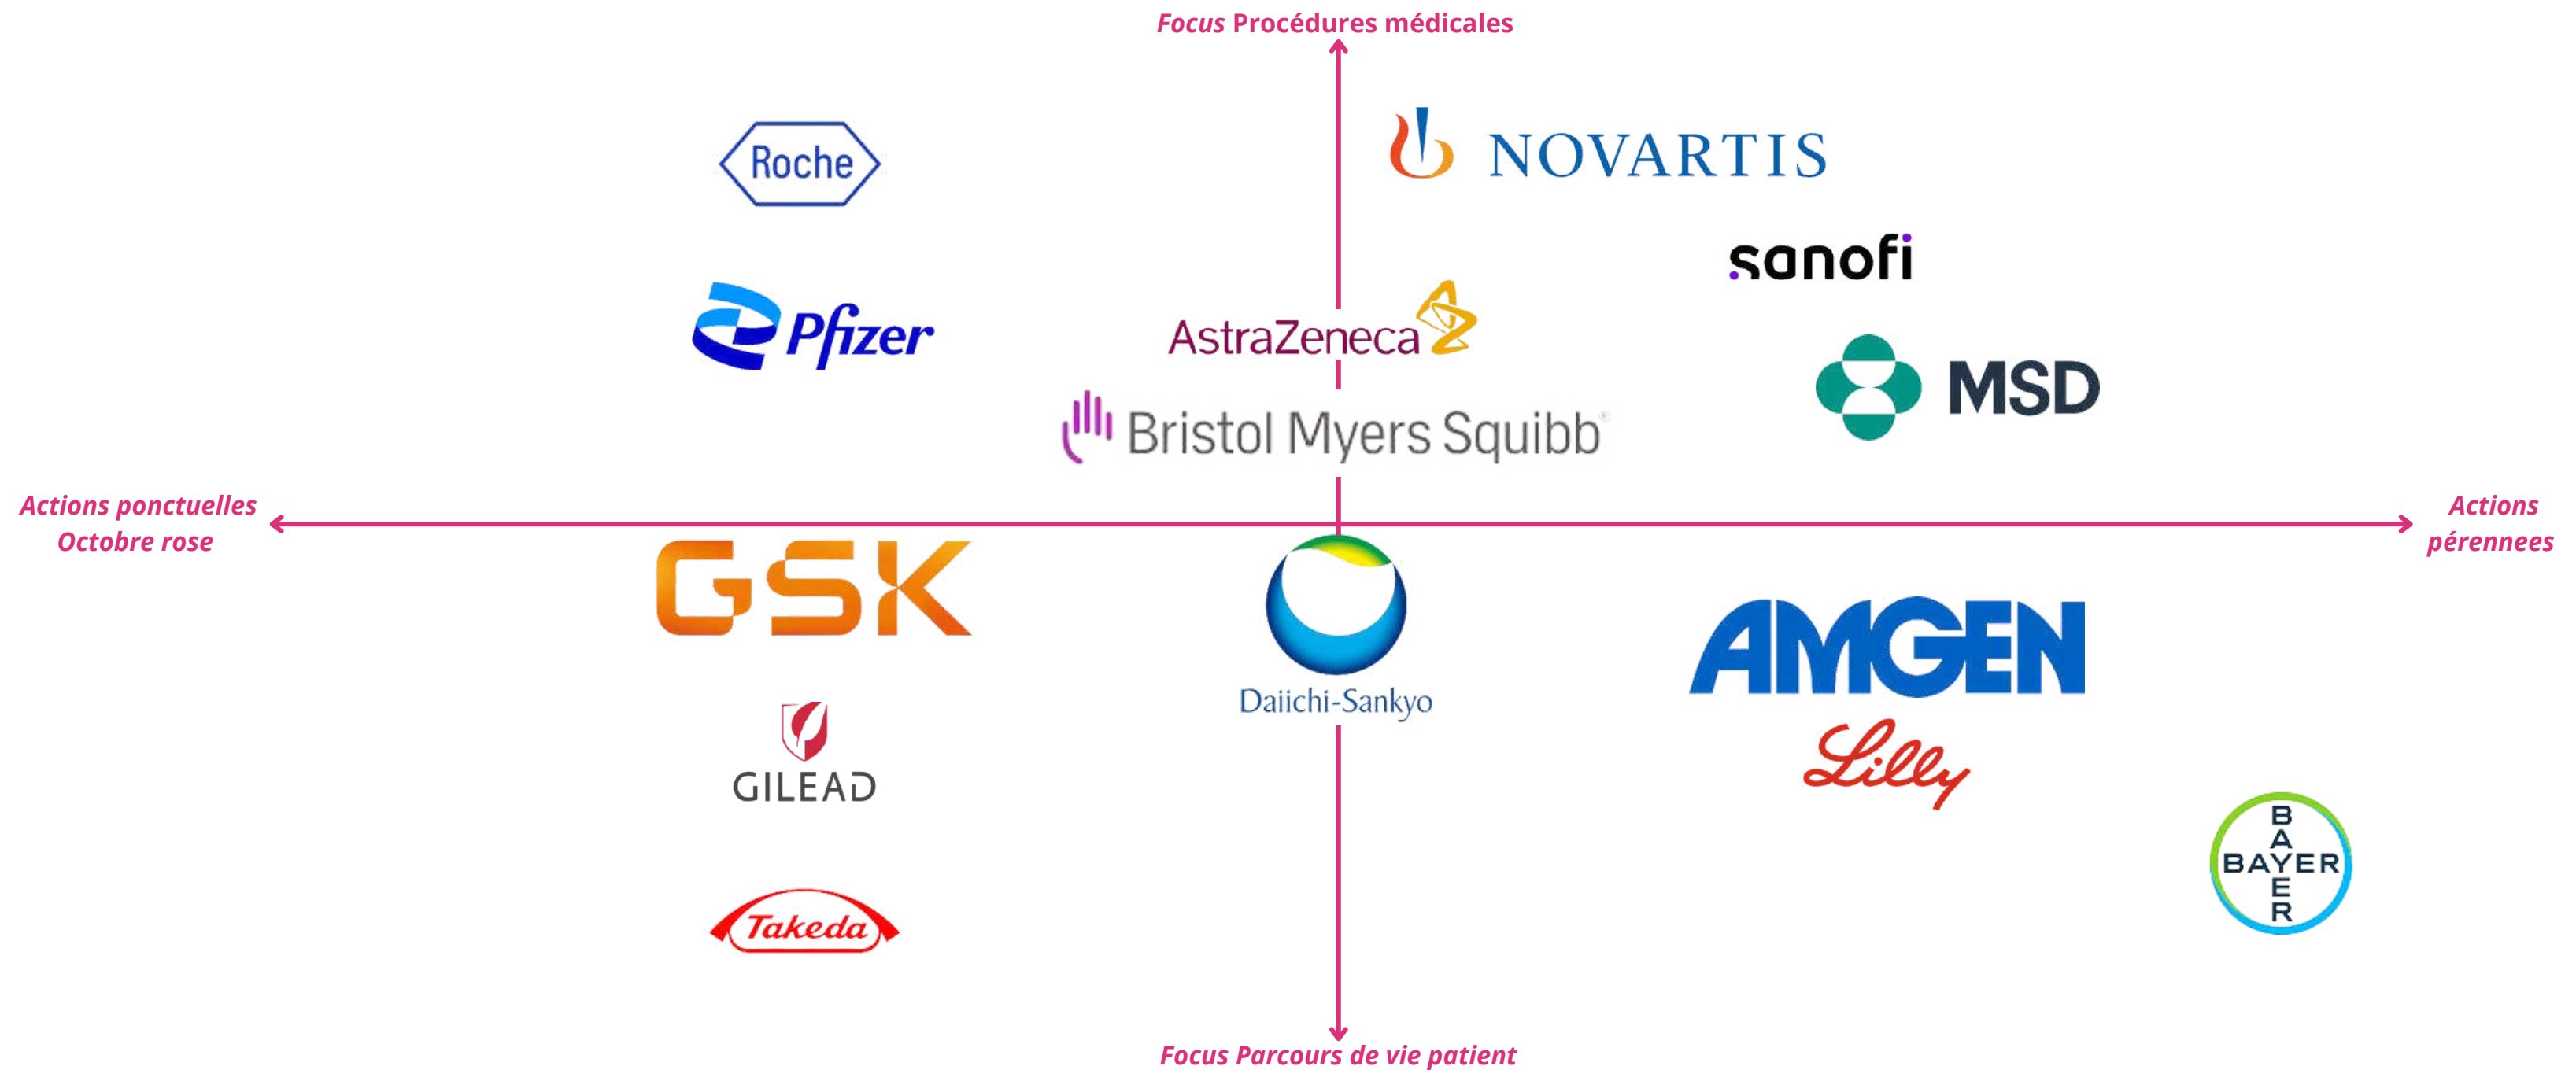 Focus Procédures médicales
Roche
NOVARTIS
sanofi
Pfizer
AstraZeneca
MSD
Bristol Myers Squibb
Actions ponctuelles
Octobre rose
Actions
pérennees
GSK
Daiichi-Sankyo
AMGEN
GILEAD
Lilly
BAYER
BAYER
Takeda
Focus Parcours de vie patient